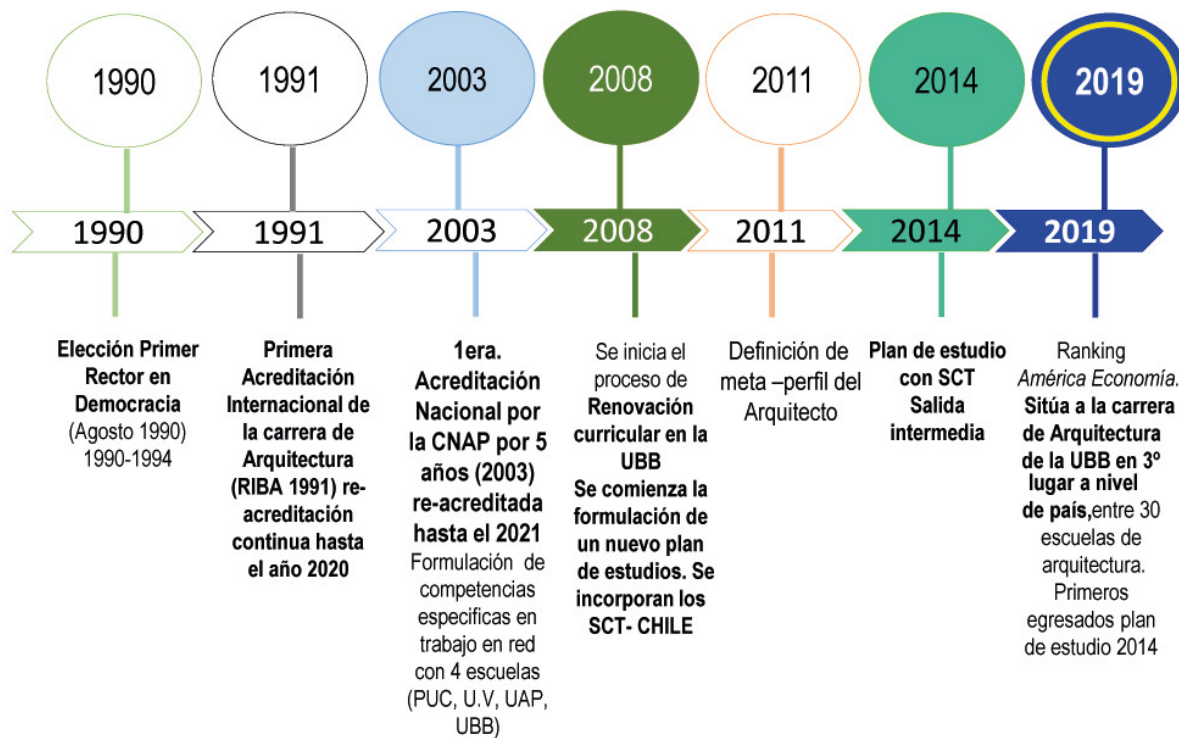 1990
1991
2003
2008
2011
2014
2019
1990
1991
2003
2008
2011
2014
2019
Elección Primer
Rector en
Democracia
(Agosto 1990)
1990-1994
Primera
Acreditación
Internacional de
la carrera de
Arquitectura
(RIBA 1991) re-
acreditación
continua hasta
el año 2020
1era.
Acreditación
Nacional por
la CNAP por 5
años (2003)
re-acreditada
hasta el 2021
Formulación de
competencias
especificas en
trabajo en red
con 4 escuelas
(PUC, U.V, UAP,
UBB)
Se inicia el
proceso de
Renovación
curricular en la
UBB
Se comienza la
formulación de
un nuevo plan
de estudios. Se
incorporan los
SCT- CHILE
Definición de
meta –perfil del
Arquitecto
Plan de estudio
con SCT
Salida
intermedia
Ranking
América Economía.
Sitúa a la carrera
de Arquitectura
de la UBB en 3º
lugar a nivel
de país,entre 30
escuelas de
arquitectura.
Primeros
egresados plan
de estudio 2014